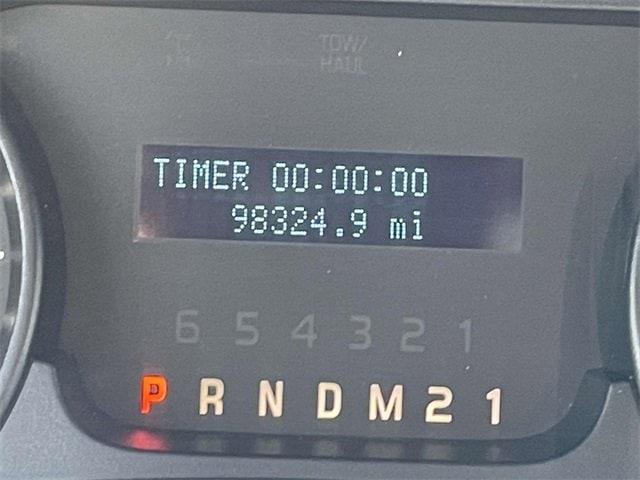 TOW/
HAUL
TIMER 00:00:00
98324.9 mi
6 5 4 3 2 1
P R N D M 2 1